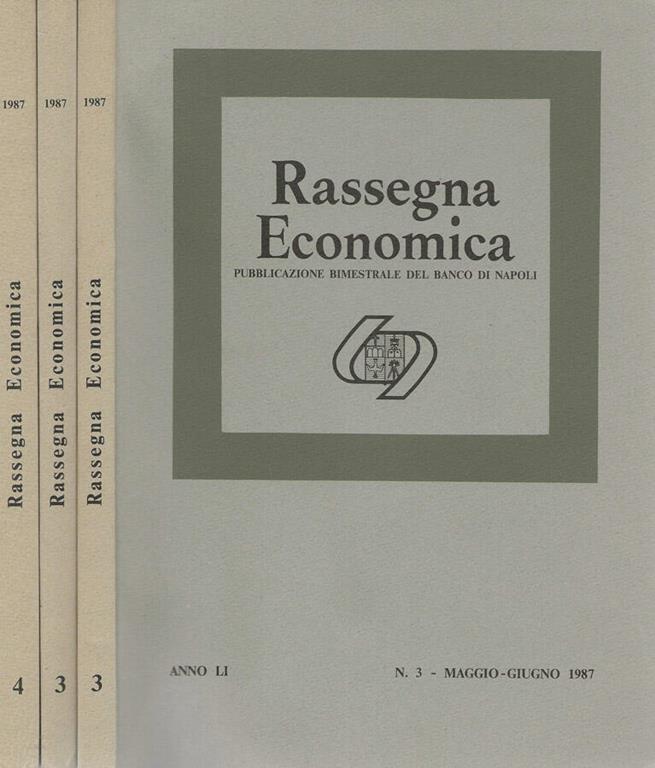 1987
Rassegna Economica
4
1987
Rassegna Economica
3
1987
Rassegna Economica
3
Rassegna
Economica
PUBBLICAZIONE BIMESTRALE DEL BANCO DI NAPOLI
ANNO LI
N. 3 - MAGGIO-GIUGNO 1987